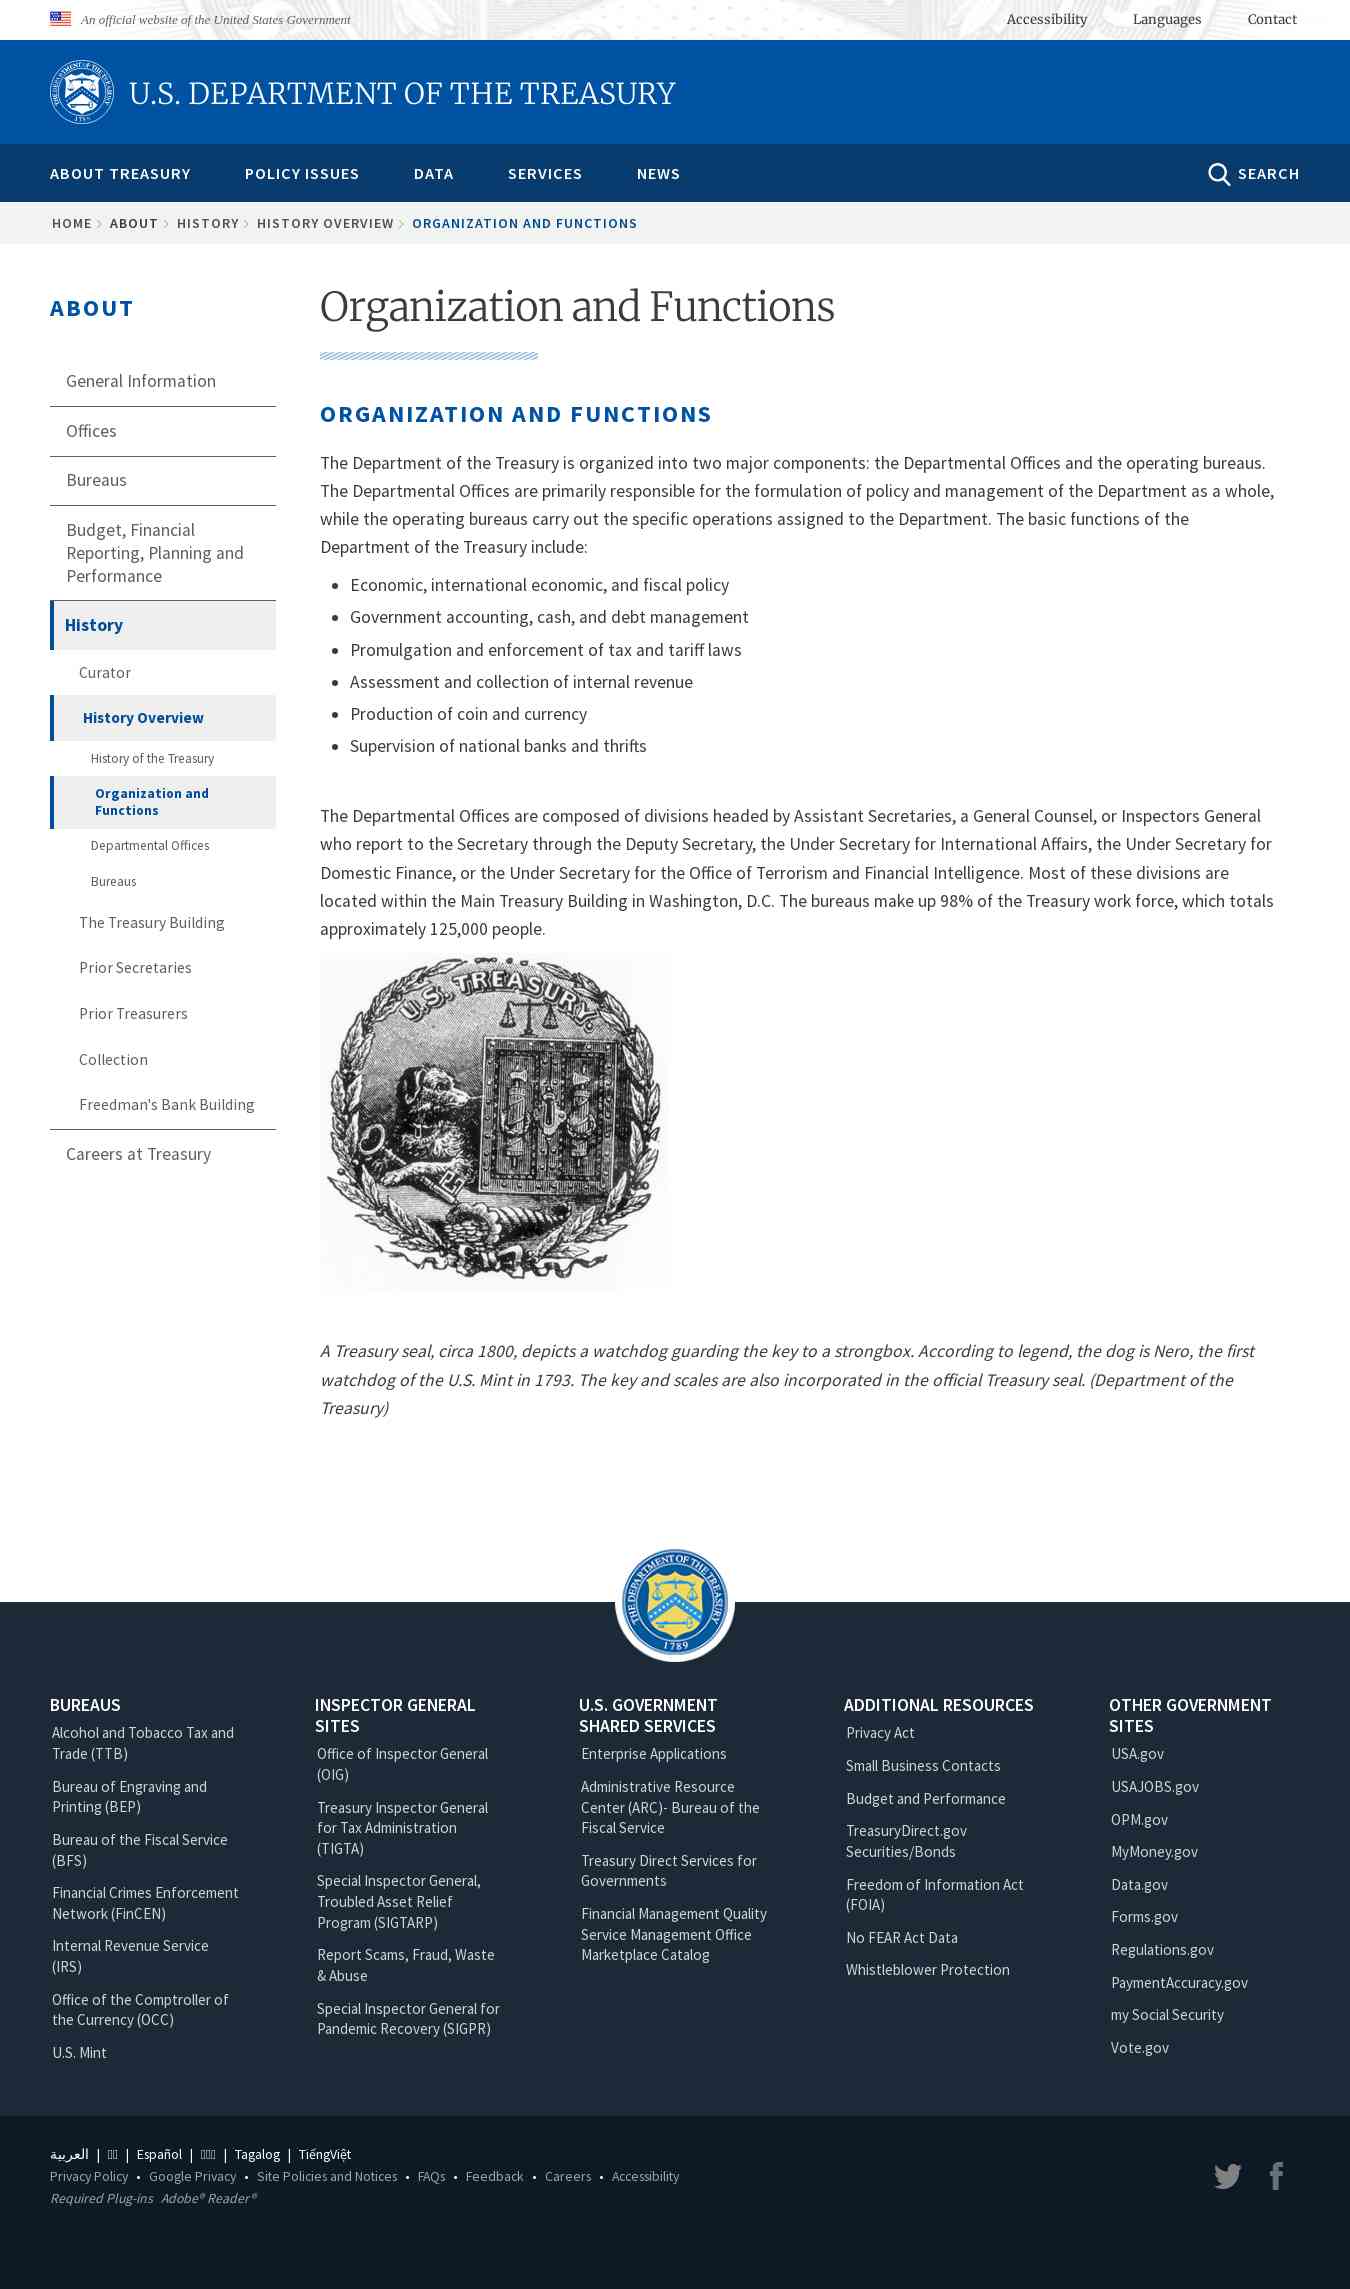 An official website of the United States Government
Accessibility Languages Contact
U.S. DEPARTMENT OF THE TREASURY
ABOUT TREASURY POLICY ISSUES DATA SERVICES NEWS SEARCH
HOME ABOUT HISTORY HISTORY OVERVIEW ORGANIZATION AND FUNCTIONS
ABOUT
General Information
Offices
Bureaus
Budget, Financial
Reporting, Planning and
Performance
History
Curator
History Overview
History of the Treasury
Organization and
Functions
Departmental Offices
Bureaus
The Treasury Building
Prior Secretaries
Prior Treasurers
Collection
Freedman's Bank Building
Careers at Treasury
Organization and Functions
ORGANIZATION AND FUNCTIONS
The Department of the Treasury is organized into two major components: the Departmental Offices and the operating bureaus.
The Departmental Offices are primarily responsible for the formulation of policy and management of the Department as a whole,
while the operating bureaus carry out the specific operations assigned to the Department. The basic functions of the
Department of the Treasury include:
• Economic, international economic, and fiscal policy
• Government accounting, cash, and debt management
• Promulgation and enforcement of tax and tariff laws
• Assessment and collection of internal revenue
• Production of coin and currency
• Supervision of national banks and thrifts
The Departmental Offices are composed of divisions headed by Assistant Secretaries, a General Counsel, or Inspectors General
who report to the Secretary through the Deputy Secretary, the Under Secretary for International Affairs, the Under Secretary for
Domestic Finance, or the Under Secretary for the Office of Terrorism and Financial Intelligence. Most of these divisions are
located within the Main Treasury Building in Washington, D.C. The bureaus make up 98% of the Treasury work force, which totals
approximately 125,000 people.
U.S. TREASURY.
A Treasury seal, circa 1800, depicts a watchdog guarding the key to a strongbox. According to legend, the dog is Nero, the first
watchdog of the U.S. Mint in 1793. The key and scales are also incorporated in the official Treasury seal. (Department of the
Treasury)
THE DEPARTMENT OF THE TREASURY
1789
BUREAUS
Alcohol and Tobacco Tax and
Trade (TTB)
Bureau of Engraving and
Printing (BEP)
Bureau of the Fiscal Service
(BFS)
Financial Crimes Enforcement
Network (FinCEN)
Internal Revenue Service
(IRS)
Office of the Comptroller of
the Currency (OCC)
U.S. Mint
INSPECTOR GENERAL
SITES
Office of Inspector General
(OIG)
Treasury Inspector General
for Tax Administration
(TIGTA)
Special Inspector General,
Troubled Asset Relief
Program (SIGTARP)
Report Scams, Fraud, Waste
& Abuse
Special Inspector General for
Pandemic Recovery (SIGPR)
U.S. GOVERNMENT
SHARED SERVICES
Enterprise Applications
Administrative Resource
Center (ARC)- Bureau of the
Fiscal Service
Treasury Direct Services for
Governments
Financial Management Quality
Service Management Office
Marketplace Catalog
ADDITIONAL RESOURCES
Privacy Act
Small Business Contacts
Budget and Performance
TreasuryDirect.gov
Securities/Bonds
Freedom of Information Act
(FOIA)
No FEAR Act Data
Whistleblower Protection
OTHER GOVERNMENT
SITES
USA.gov
USAJOBS.gov
OPM.gov
MyMoney.gov
Data.gov
Forms.gov
Regulations.gov
PaymentAccuracy.gov
my Social Security
Vote.gov
العربية | | Español | | Tagalog | TiếngViệt
Privacy Policy • Google Privacy • Site Policies and Notices • FAQs • Feedback • Careers • Accessibility
Required Plug-ins Adobe® Reader®